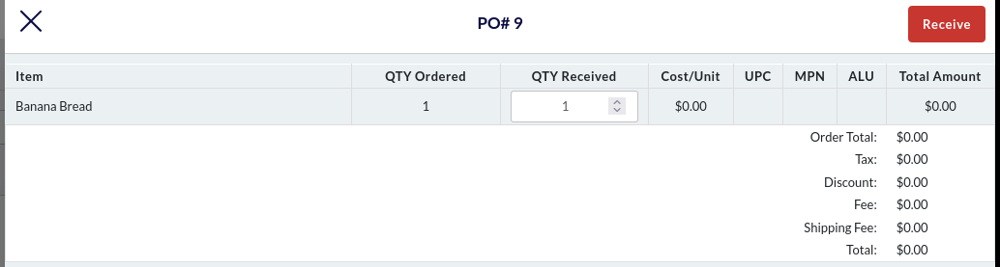 PO# 9
Receive
Item QTY Ordered QTY Received Cost/Unit UPC MPN ALU Total Amount
Banana Bread 1 1 $0.00 $0.00
Order Total: $0.00
Tax: $0.00
Discount: $0.00
Fee: $0.00
Shipping Fee: $0.00
Total: $0.00